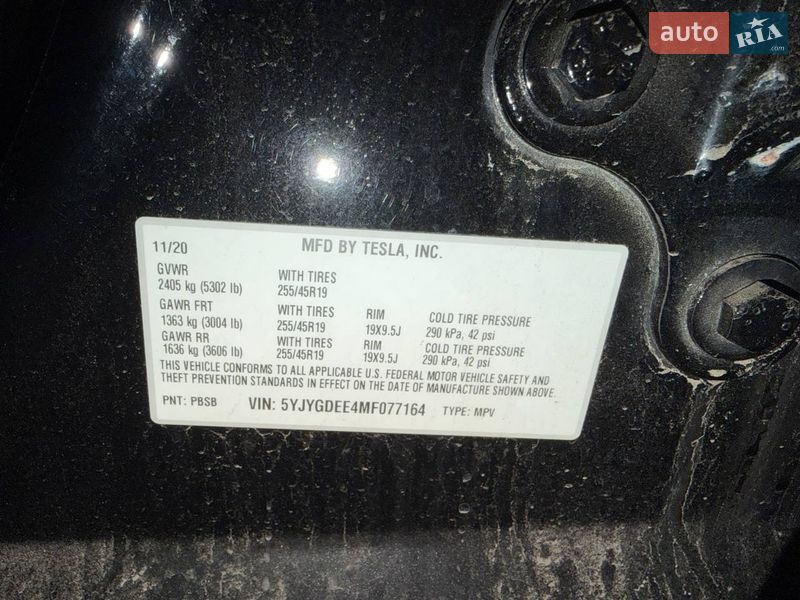 auto RIA .com
11/20 MFD BY TESLA, INC.
GVWR WITH TIRES
2405 kg (5302 lb) 255/45R19
GAWR FRT WITH TIRES RIM COLD TIRE PRESSURE
1363 kg (3004 lb) 255/45R19 19X9.5J 290 kPa, 42 psi
GAWR RR WITH TIRES RIM COLD TIRE PRESSURE
1636 kg (3606 lb) 255/45R19 19X9.5J 290 kPa, 42 psi
THIS VEHICLE CONFORMS TO ALL APPLICABLE U.S. FEDERAL MOTOR VEHICLE SAFETY AND
THEFT PREVENTION STANDARDS IN EFFECT ON THE DATE OF MANUFACTURE SHOWN ABOVE.
PNT: PBSB VIN: 5YJYGDEE4MF077164 TYPE: MPV